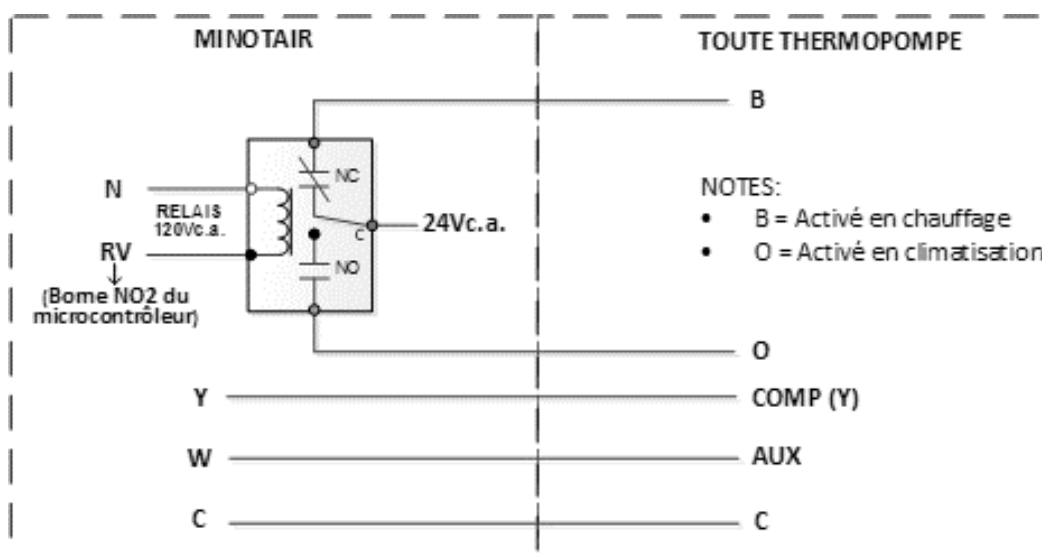 MINOTAIR
TOUTE THERMOPOMPE
B
NC
N
RELAIS
120Vc.a.
C
24Vc.a.
RV
NO
(Borne NO2 du
microcontrôleur)
NOTES:
• B = Activé en chauffage
• O = Activé en climatisation
O
Y COMP (Y)
W AUX
C C